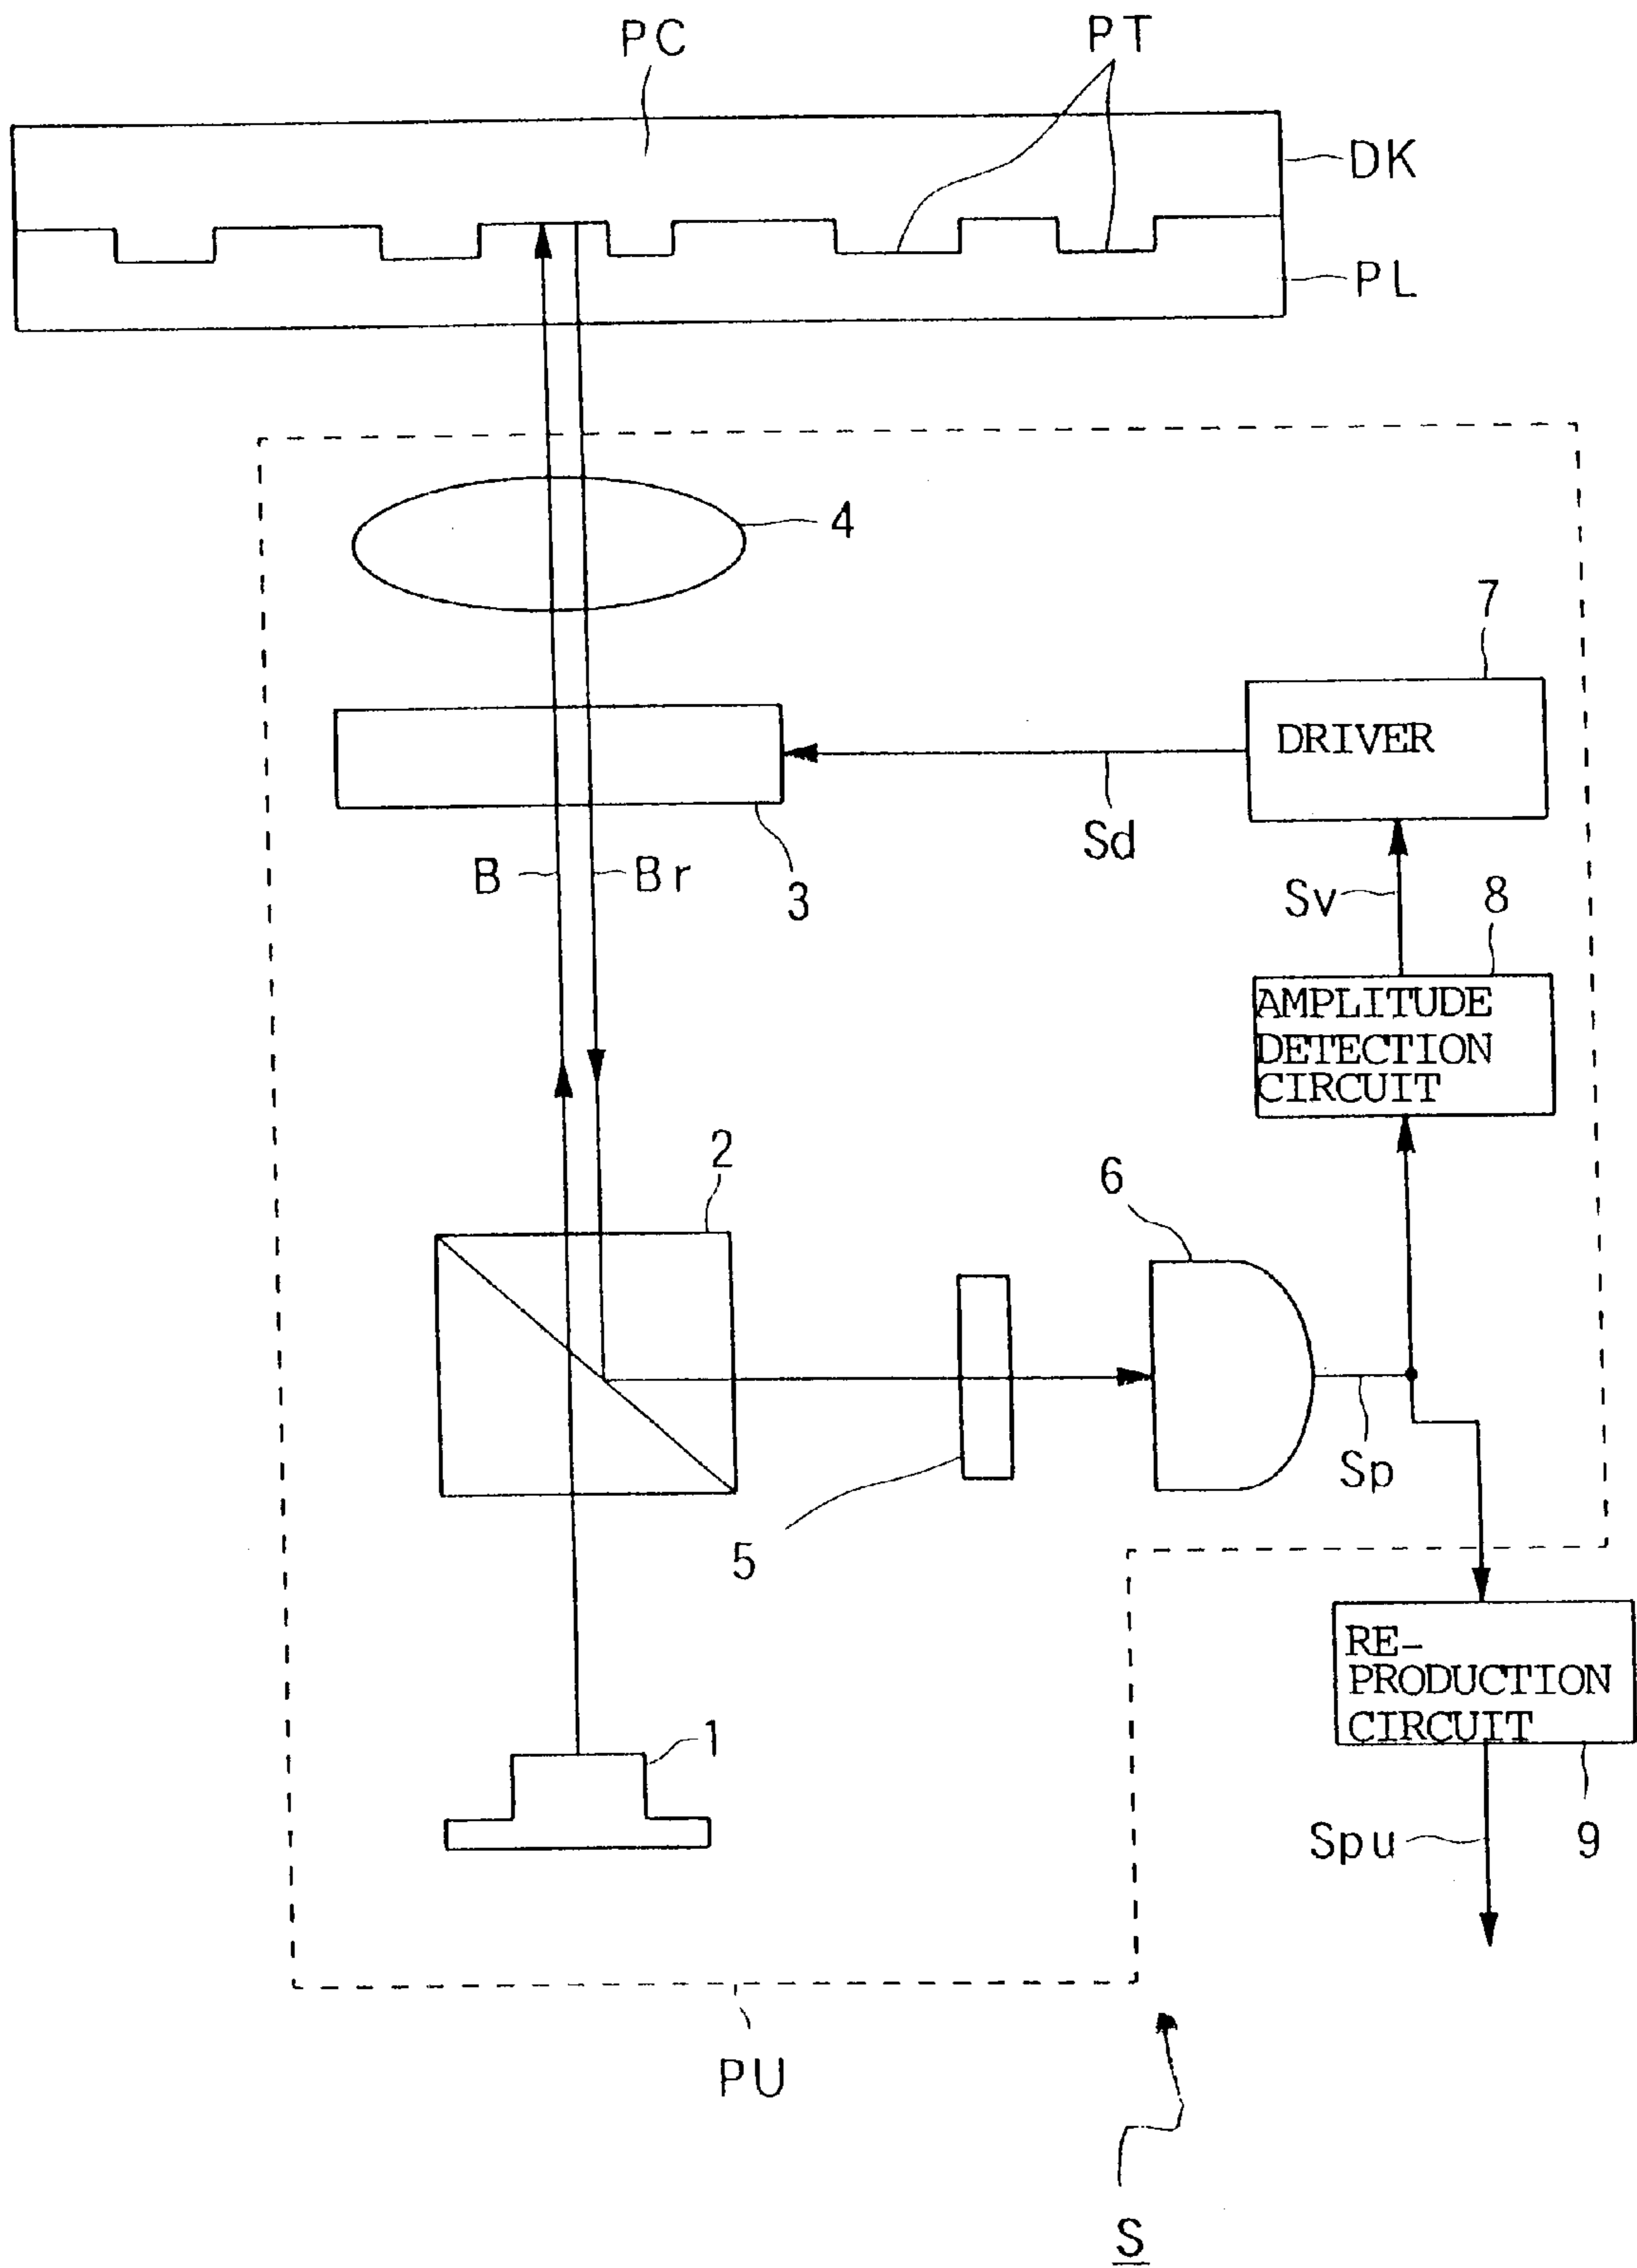 PC
PT
DK
PL
4
7
DRIVER
Sd
B
Br
3
Sv
8
AMPLITUDE
DETECTION
CIRCUIT
2
6
Sp
5
RE-
PRODUCTION
CIRCUIT
1
Spu
9
PU
S